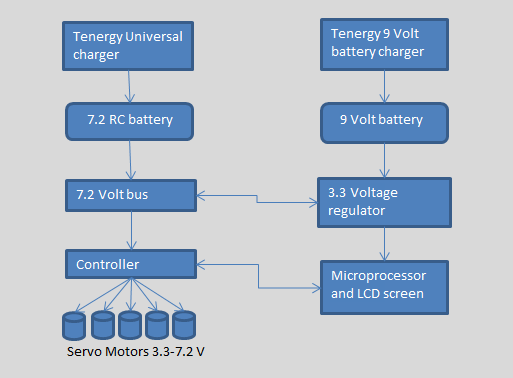 Tenergy Universal
charger
Tenergy 9 Volt
battery charger
7.2 RC battery
9 Volt battery
7.2 Volt bus
3.3 Voltage
regulator
Controller
Microprocessor
and LCD screen
Servo Motors 3.3-7.2 V